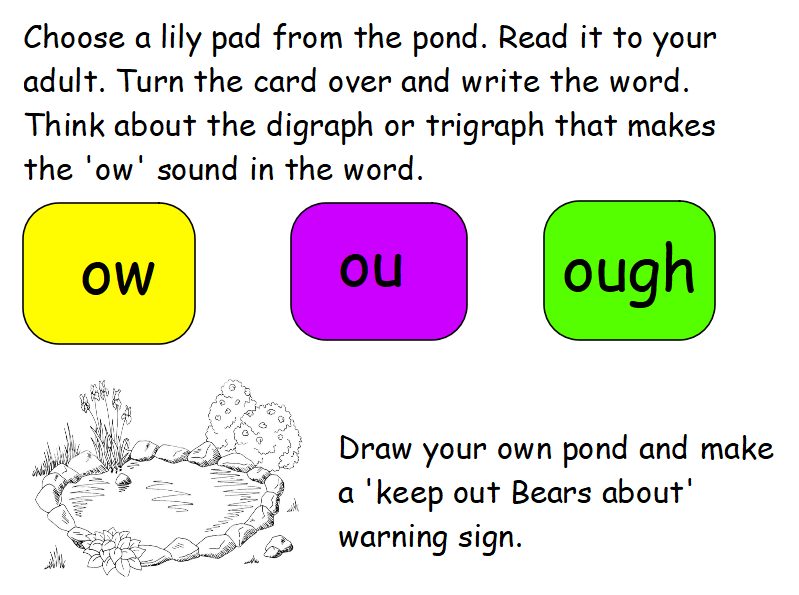 Choose a lily pad from the pond. Read it to your
adult. Turn the card over and write the word.
Think about the digraph or trigraph that makes
the 'ow' sound in the word.
ow
ou
ough
Draw your own pond and make
a 'keep out Bears about'
warning sign.